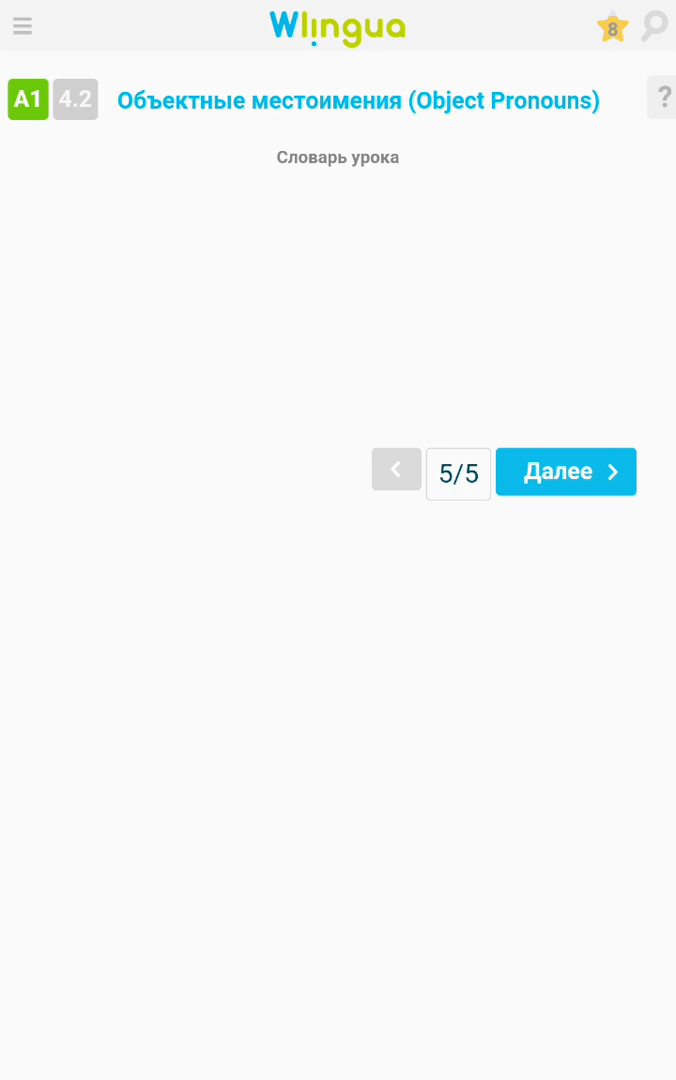 Wlingua
8
A1 4.2 Объектные местоимения (Object Pronouns) ?
Словарь урока
5/5 Далее